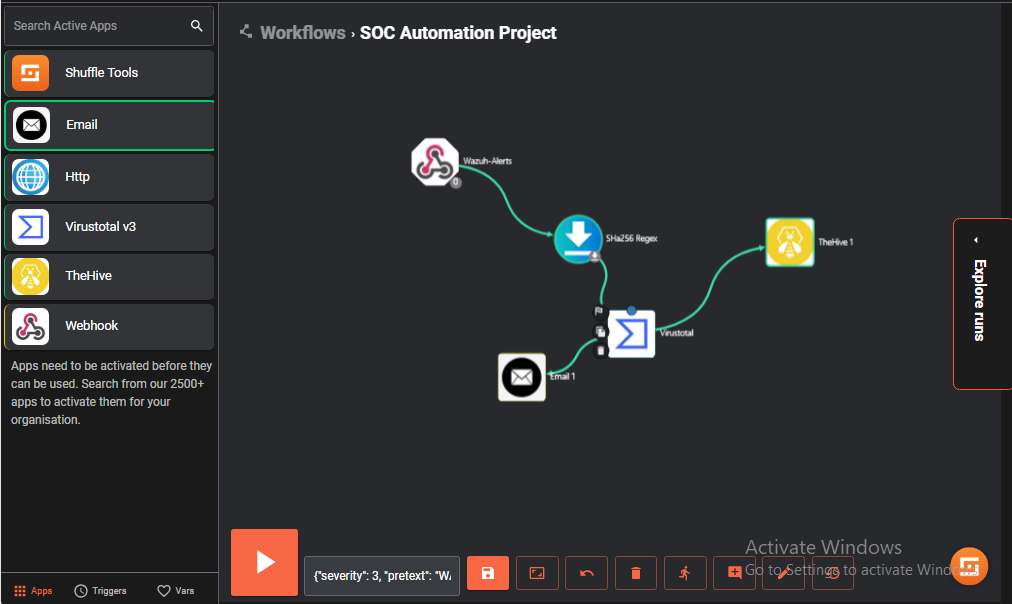 Search Active Apps
Shuffle Tools
Email
Http
Virustotal v3
TheHive
Webhook
Apps need to be activated before they
can be used. Search from our 2500+
apps to activate them for your
organisation.
Apps
Triggers
Vars
Workflows › SOC Automation Project
Wazuh-Alerts
0
SHa256 Regex
TheHive 1
Virustotal
Email 1
Explore runs
{"severity": 3, "pretext": "WA
Activate Windows
Go to Settings to activate Windows